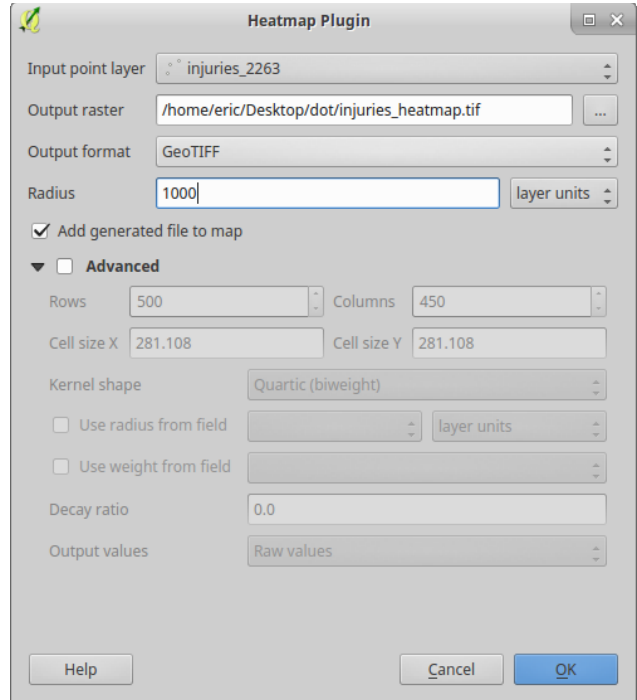 Heatmap Plugin
Input point layer injuries_2263
Output raster /home/eric/Desktop/dot/injuries_heatmap.tif ...
Output format GeoTIFF
Radius 1000 layer units
Add generated file to map
Advanced
Rows 500 Columns 450
Cell size X 281.108 Cell size Y 281.108
Kernel shape Quartic (biweight)
Use radius from field layer units
Use weight from field
Decay ratio 0.0
Output values Raw values
Help Cancel OK